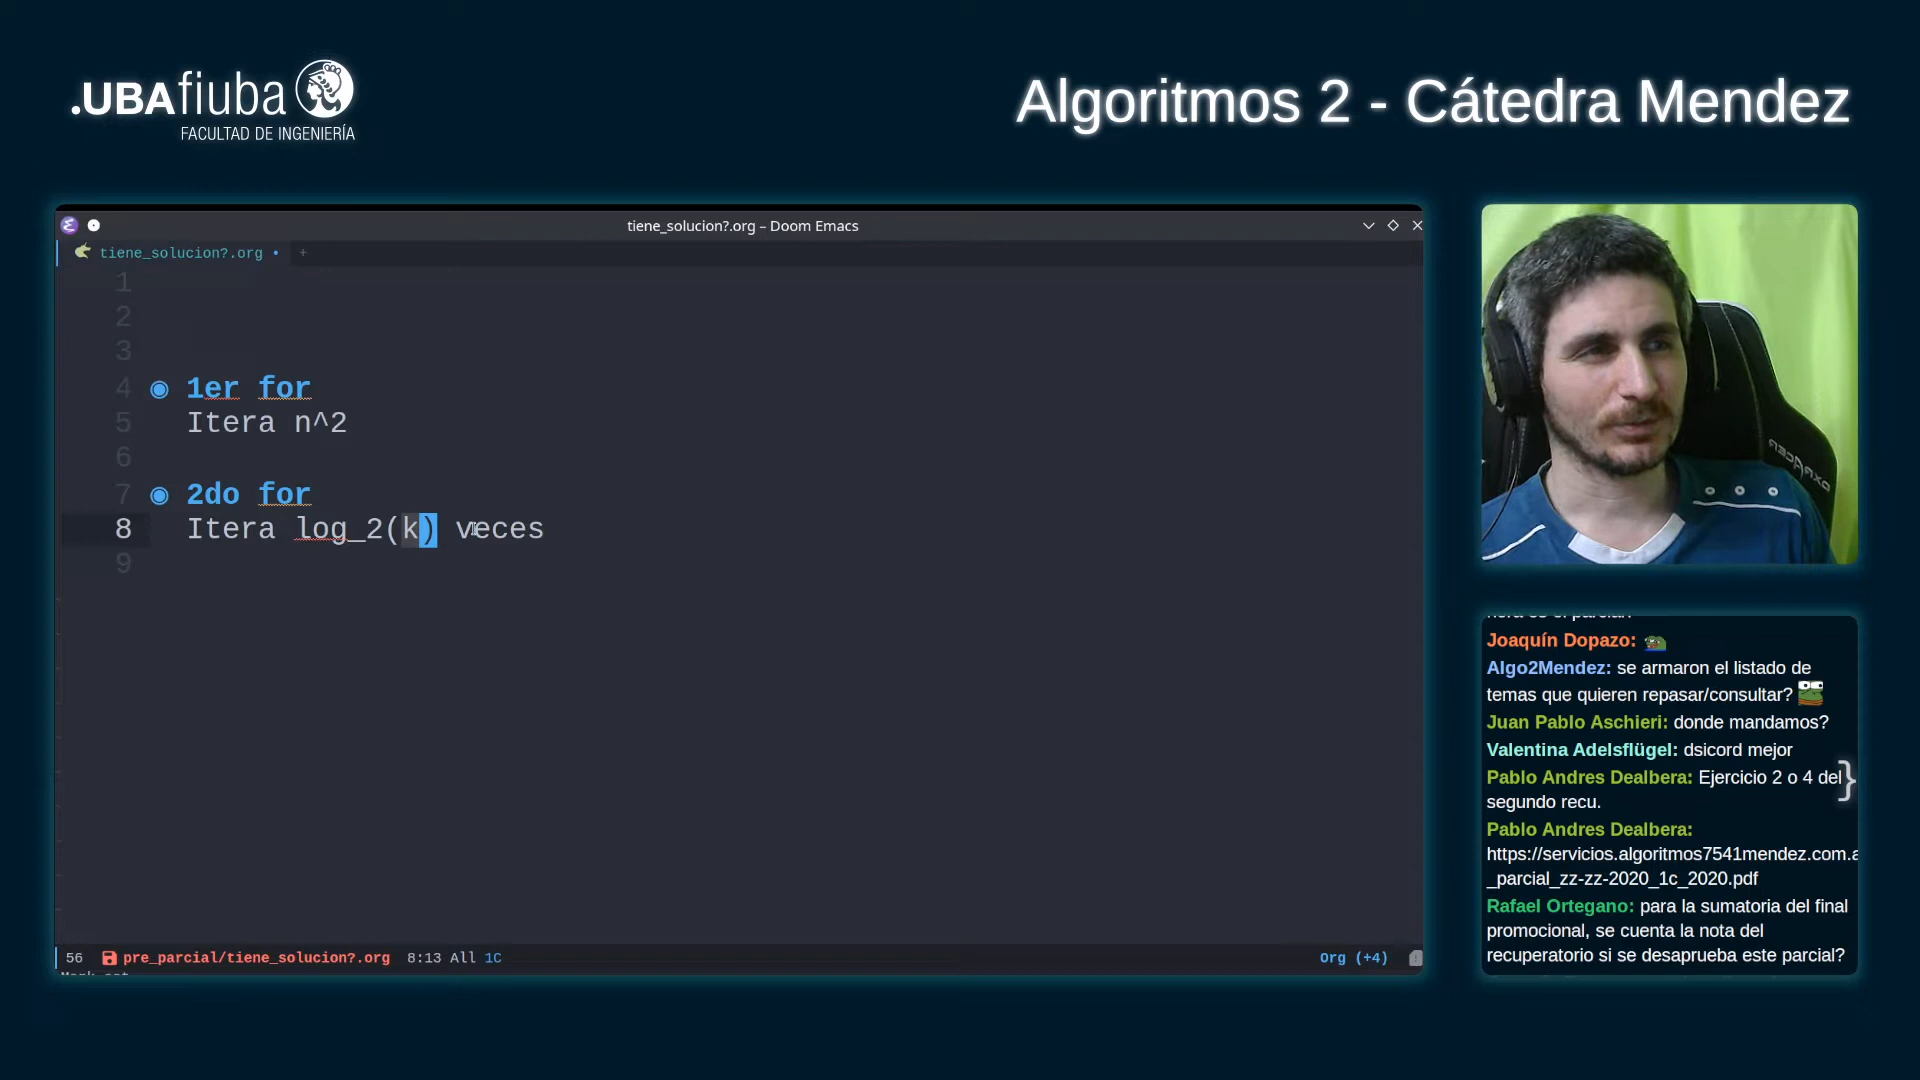 .UBAfiuba
FACULTAD DE INGENIERÍA
Algoritmos 2 - Cátedra Mendez
tiene_solucion?.org – Doom Emacs
tiene_solucion?.org • +
1
2
3
4 1er for
5 Itera n^2
6
7 2do for
8 Itera log_2(k) veces
9
56 pre_parcial/tiene_solucion?.org 8:13 All 1C Org (+4)
Joaquín Dopazo:
Algo2Mendez: se armaron el listado de
temas que quieren repasar/consultar?
Juan Pablo Aschieri: donde mandamos?
Valentina Adelsflügel: dsicord mejor
Pablo Andres Dealbera: Ejercicio 2 o 4 del
segundo recu.
}
Pablo Andres Dealbera:
https://servicios.algoritmos7541mendez.com.a
_parcial_zz-zz-2020_1c_2020.pdf
Rafael Ortegano: para la sumatoria del final
promocional, se cuenta la nota del
recuperatorio si se desaprueba este parcial?